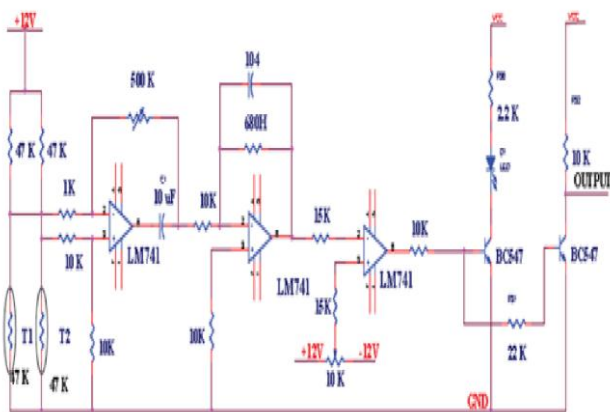 +12V
VCC
VCC
500 K
104
680H
2.2 K
47 K
47 K
1K
10 uF
10K
15K
10K
10 K
OUTPUT
10 K
LM741
LM741
LM741
BC547
BC547
T1
T2
10K
10K
15K
22 K
+12V
-12V
10 K
47 K
47 K
GND